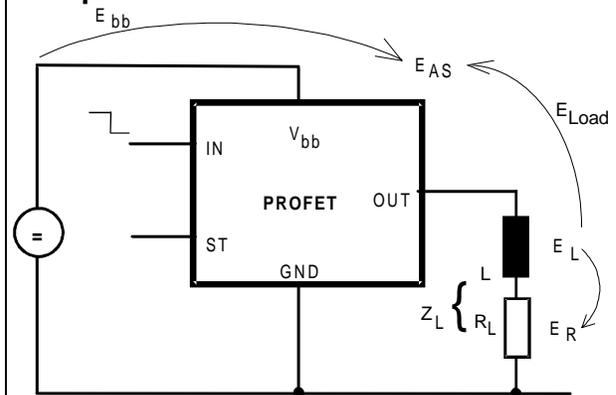 E bb
E AS
E Load
V bb
IN
PROFET
OUT
=
ST
GND
E L
L
Z L { R L
E R